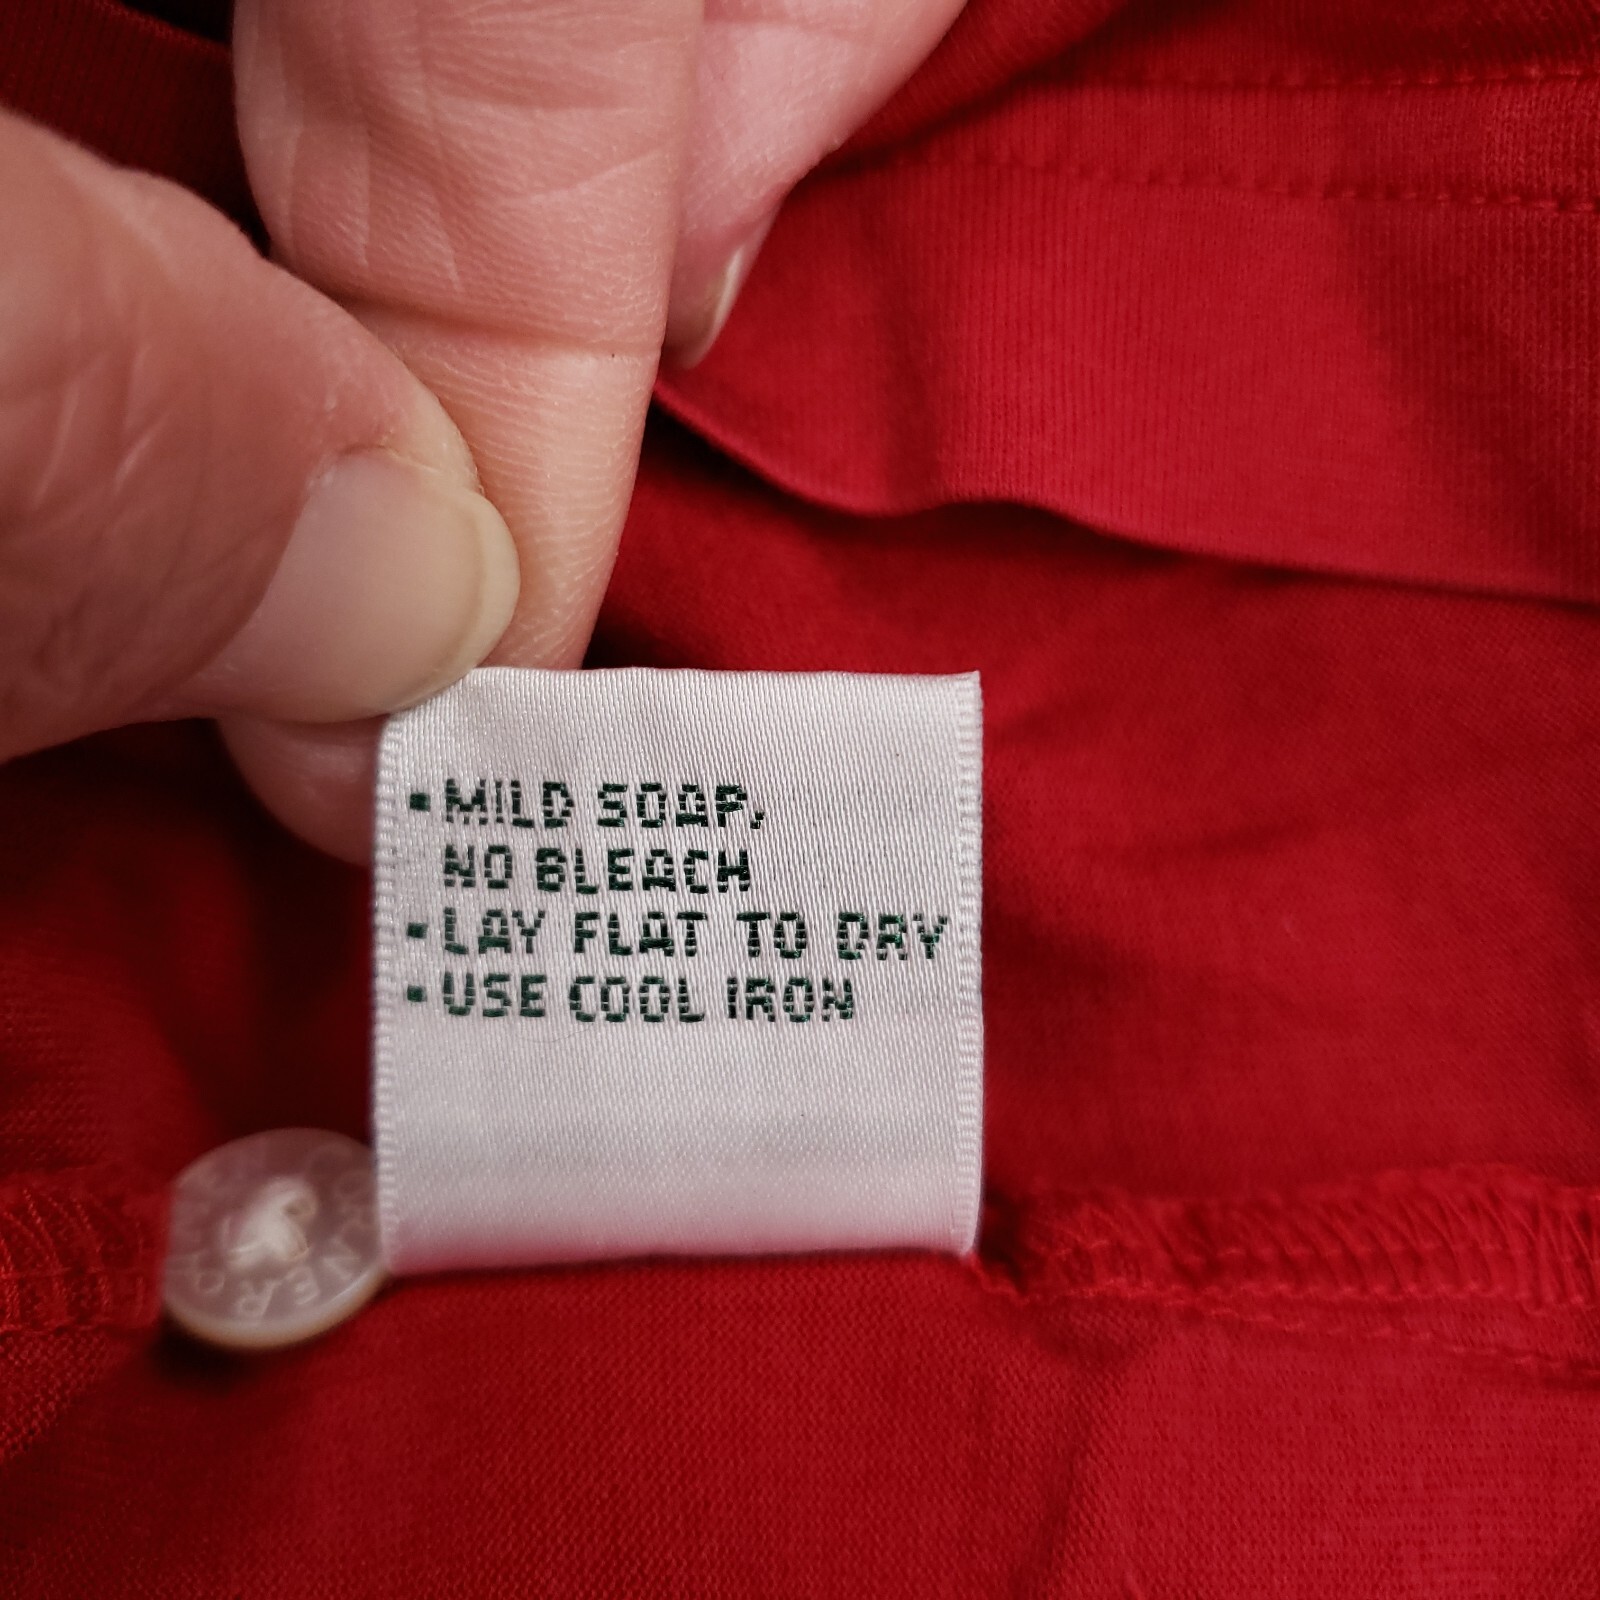 ▪ MILD SOAP,
NO BLEACH
▪ LAY FLAT TO DRY
▪ USE COOL IRON